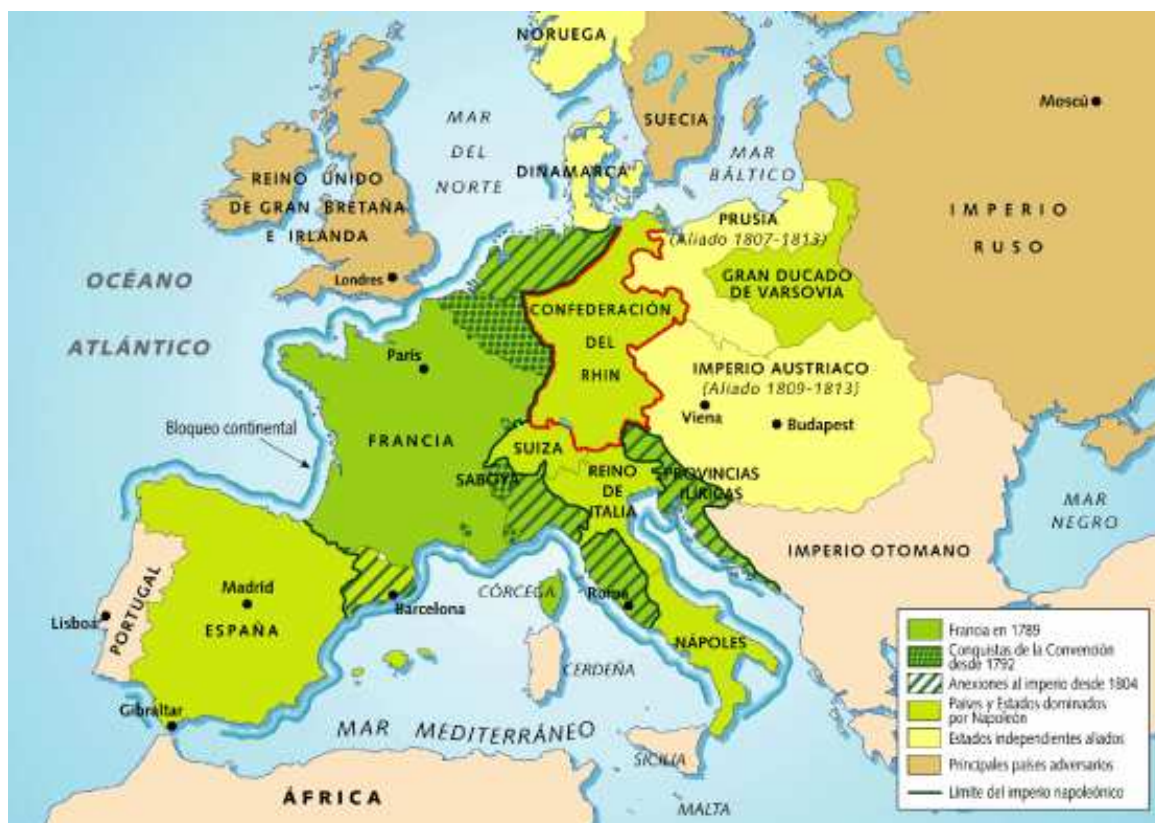 NORUEGA
MAR
DEL
NORTE
SUECIA
Moscú
REINO UNIDO
DE GRAN BRETAÑA
E IRLANDA
DINAMARCA
MAR
BÁLTICO
IMPERIO
RUSO
PRUSIA
(Aliado 1807-1813)
OCÉANO
ATLÁNTICO
Londres
GRAN DUCADO
DE VARSOVIA
CONFEDERACIÓN
DEL
RHIN
París
IMPERIO AUSTRIACO
(Aliado 1809-1813)
Viena
Budapest
Bloqueo continental
FRANCIA
SUIZA
SABOYA
REINO
DE
ITALIA
PROVINCIAS
ILÍRICAS
MAR
NEGRO
IMPERIO OTOMANO
PORTUGAL
Madrid
ESPAÑA
Lisboa
Barcelona
CÓRCEGA
Roma
NÁPOLES
CERDEÑA
Gibraltar
MAR MEDITERRÁNEO
SICILIA
ÁFRICA
MALTA
Francia en 1789
Conquistas de la Convención
desde 1792
Anexiones al imperio desde 1804
Países y Estados dominados
por Napoleón
Estados independientes aliados
Principales países adversarios
Límite del imperio napoleónico